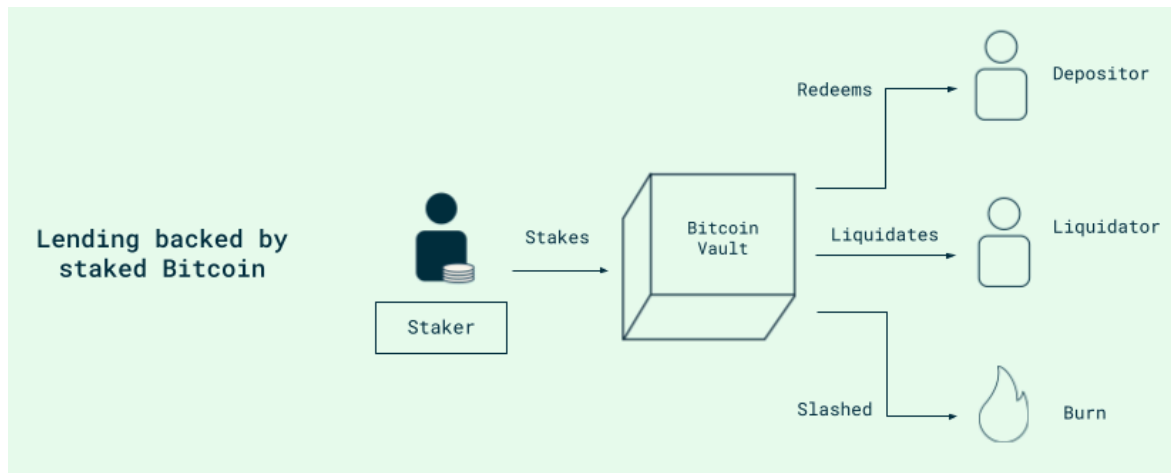 Lending backed by
staked Bitcoin
Staker
Stakes
Bitcoin
Vault
Redeems
Depositor
Liquidates
Liquidator
Slashed
Burn